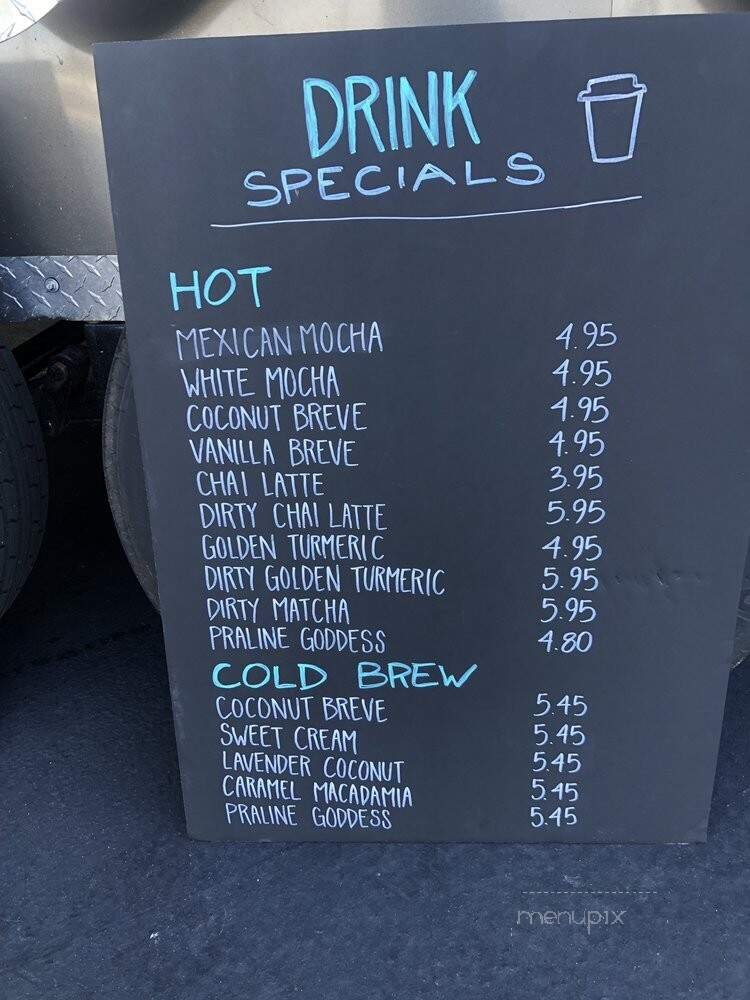 DRINK
SPECIALS
HOT
MEXICAN MOCHA 4.95
WHITE MOCHA 4.95
COCONUT BREVE 4.95
VANILLA BREVE 4.95
CHAI LATTE 3.95
DIRTY CHAI LATTE 5.95
GOLDEN TURMERIC 4.95
DIRTY GOLDEN TURMERIC 5.95
DIRTY MATCHA 5.95
PRALINE GODDESS 4.80
COLD BREW
COCONUT BREVE 5.45
SWEET CREAM 5.45
LAVENDER COCONUT 5.45
CARAMEL MACADAMIA 5.45
PRALINE GODDESS 5.45
menupix